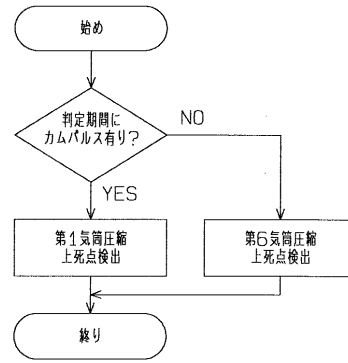 始め
判定期間に
カムパルス有り?
NO
YES
第1気筒圧縮
上死点検出
第6気筒圧縮
上死点検出
終り